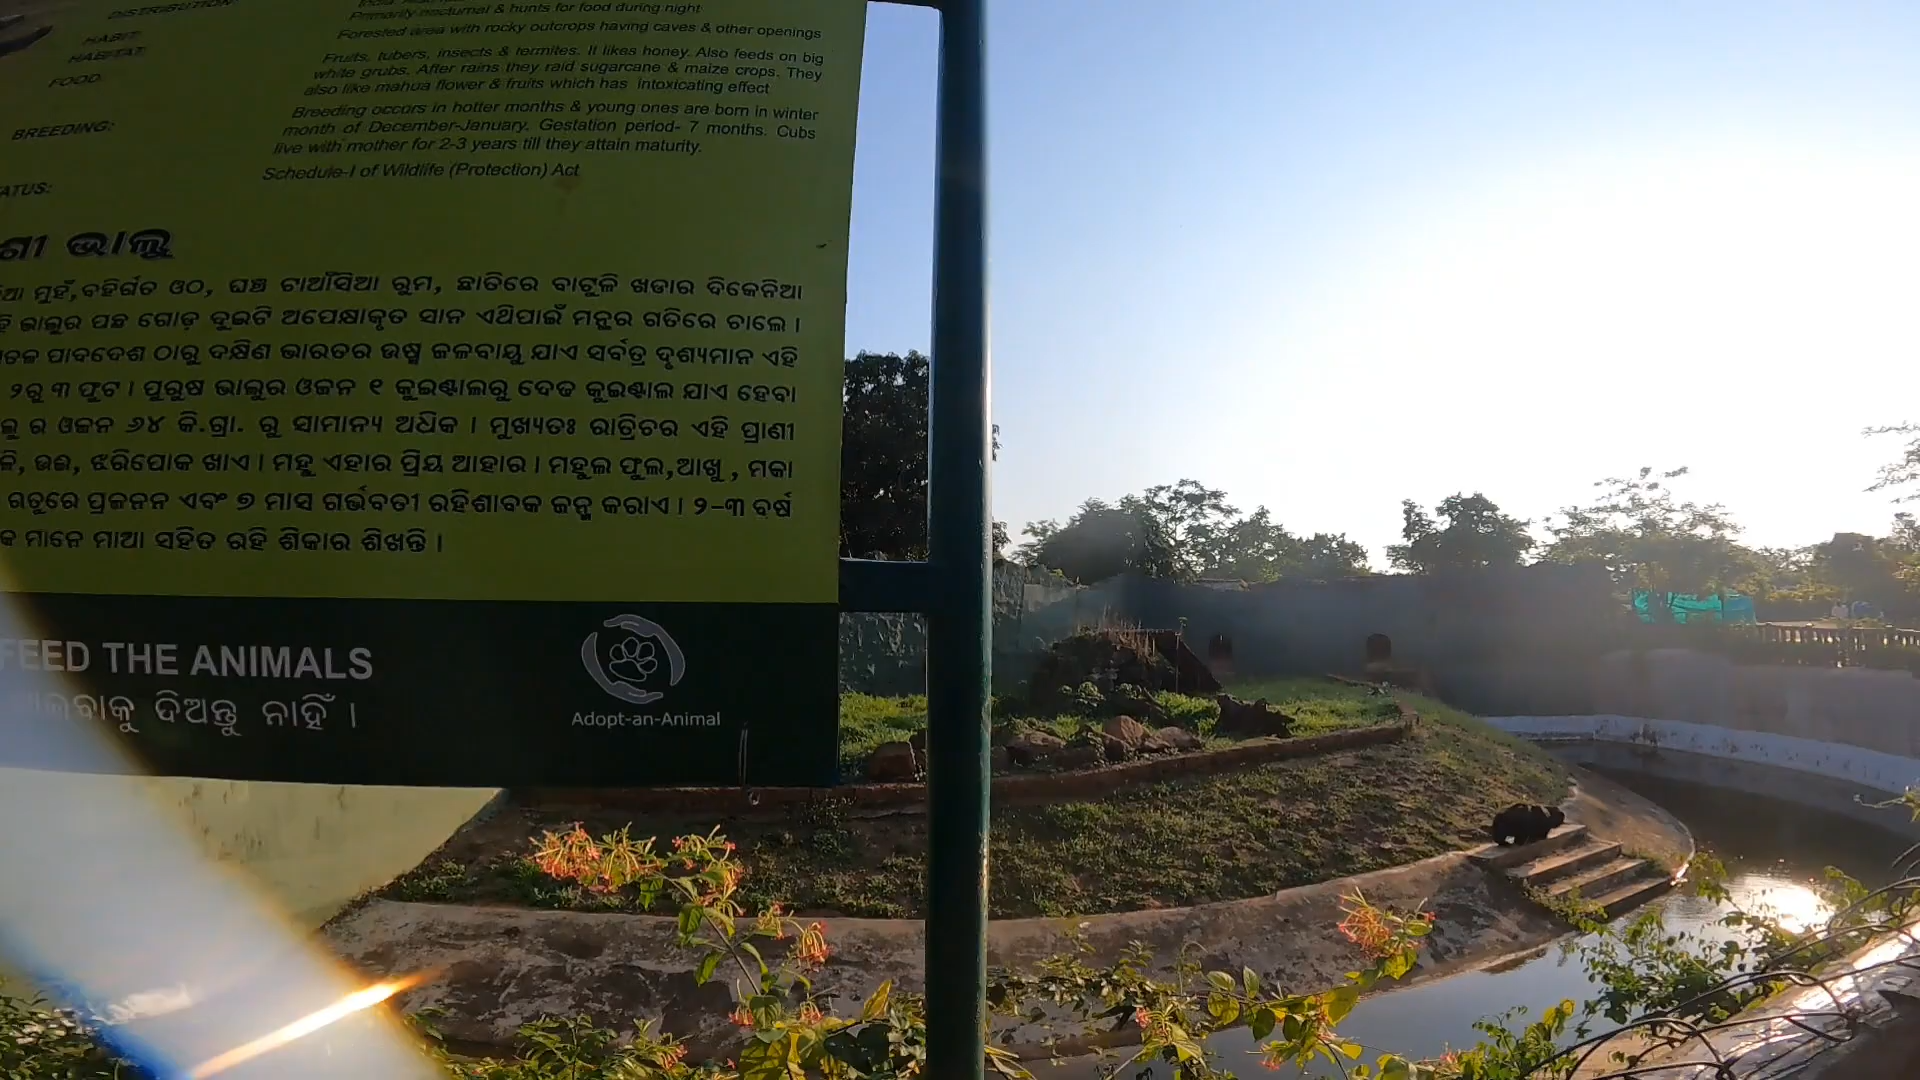 DISTRIBUTION:
Primarily nocturnal & hunts for food during night
HABIT:
Forested area with rocky outcrops having caves & other openings
HABITAT:
Fruits, tubers, insects & termites. It likes honey. Also feeds on big
FOOD:
white grubs. After rains they raid sugarcane & maize crops. They
also like mahua flower & fruits which has intoxicating effect
Breeding occurs in hotter months & young ones are born in winter
BREEDING:
month of December-January. Gestation period- 7 months. Cubs
live with mother for 2-3 years till they attain maturity.
Schedule-I of Wildlife (Protection) Act
ଭାଲୁ
ମୁହଁ,ବହିର୍ଗତ ଓଠ, ଘଞ୍ଚ ଟାଆଁସିଆ ରୁମ, ଛାତିରେ ବାଟୁଳି ଖଡାର ଦିକେନିଆ
ଭାଲୁର ପଛ ଗୋଡ଼ ଦୁଇଟି ଅପେକ୍ଷାକୃତ ସାନ ଏଥିପାଇଁ ମନ୍ଥର ଗତିରେ ଚାଲେ ।
ପାଦଦେଶ ଠାରୁ ଦକ୍ଷିଣ ଭାରତର ଉଷ୍ମ ଜଳବାୟୁ ଯାଏ ସର୍ବତ୍ର ଦୃଶ୍ୟମାନ ଏହି
୨ରୁ ୩ ଫୁଟ । ପୁରୁଷ ଭାଲୁର ଓଜନ ୧ କୁଇଣ୍ଟାଲରୁ ଦେଢ କୁଇଣ୍ଟାଲ ଯାଏ ହେବା
ର ଓଜନ ୬୪ କି.ଗ୍ରା. ରୁ ସାମାନ୍ୟ ଅଧିକ । ମୁଖ୍ୟତଃ ରାତ୍ରିଚର ଏହି ପ୍ରାଣୀ
ଉଈ, ଝରିପୋକ ଖାଏ । ମହୁ ଏହାର ପ୍ରିୟ ଆହାର । ମହୁଲ ଫୁଲ,ଆଖୁ , ମକା
ଋତୁରେ ପ୍ରଜନନ ଏବଂ ୭ ମାସ ଗର୍ଭବତୀ ରହିଶାବକ ଜନ୍ମ କରାଏ । ୨-୩ ବର୍ଷ
ମାନେ ମାଆ ସହିତ ରହି ଶିକାର ଶିଖନ୍ତି ।
FEED THE ANIMALS
ଦିଅନ୍ତୁ ନାହିଁ ।
Adopt-an-Animal